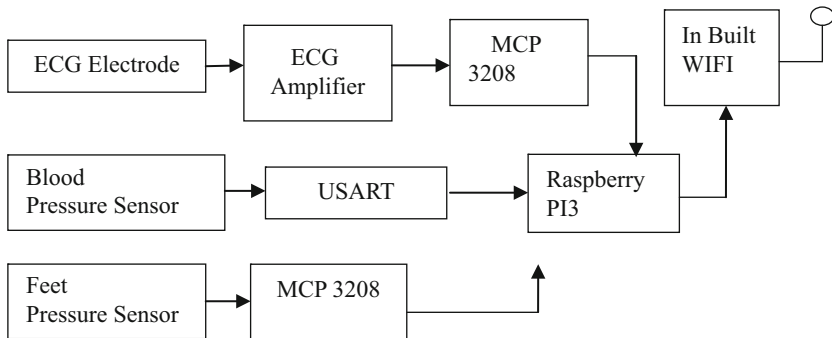 ECG Electrode
ECG
Amplifier
MCP
3208
In Built
WIFI
Blood
Pressure Sensor
USART
Raspberry
PI3
Feet
Pressure Sensor
MCP 3208